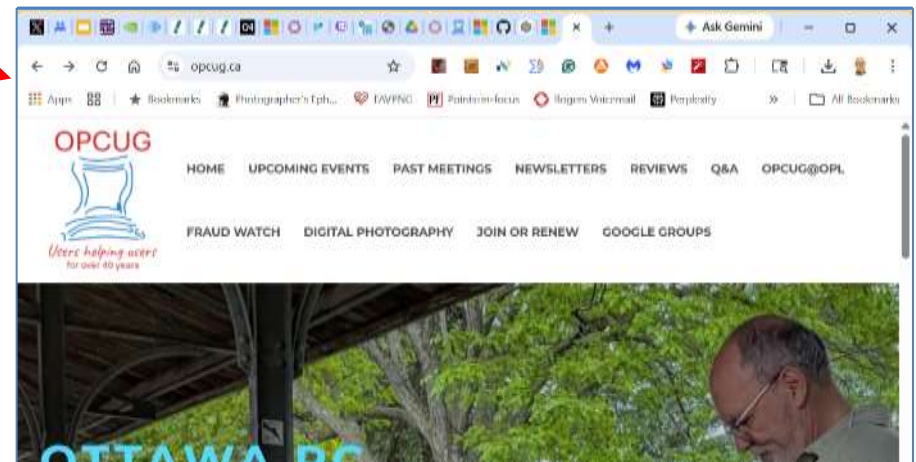 Ask Gemini
opcug.ca
Apps Bookmarks Photographer's Eph... FAVPNG Pointsinfocus Rogers Voicemail Perplexity » All Bookmarks
OPCUG
HOME UPCOMING EVENTS PAST MEETINGS NEWSLETTERS REVIEWS Q&A OPCUG@OPL
FRAUD WATCH DIGITAL PHOTOGRAPHY JOIN OR RENEW GOOGLE GROUPS
Users helping users
for over 40 years
OTTAWA PC